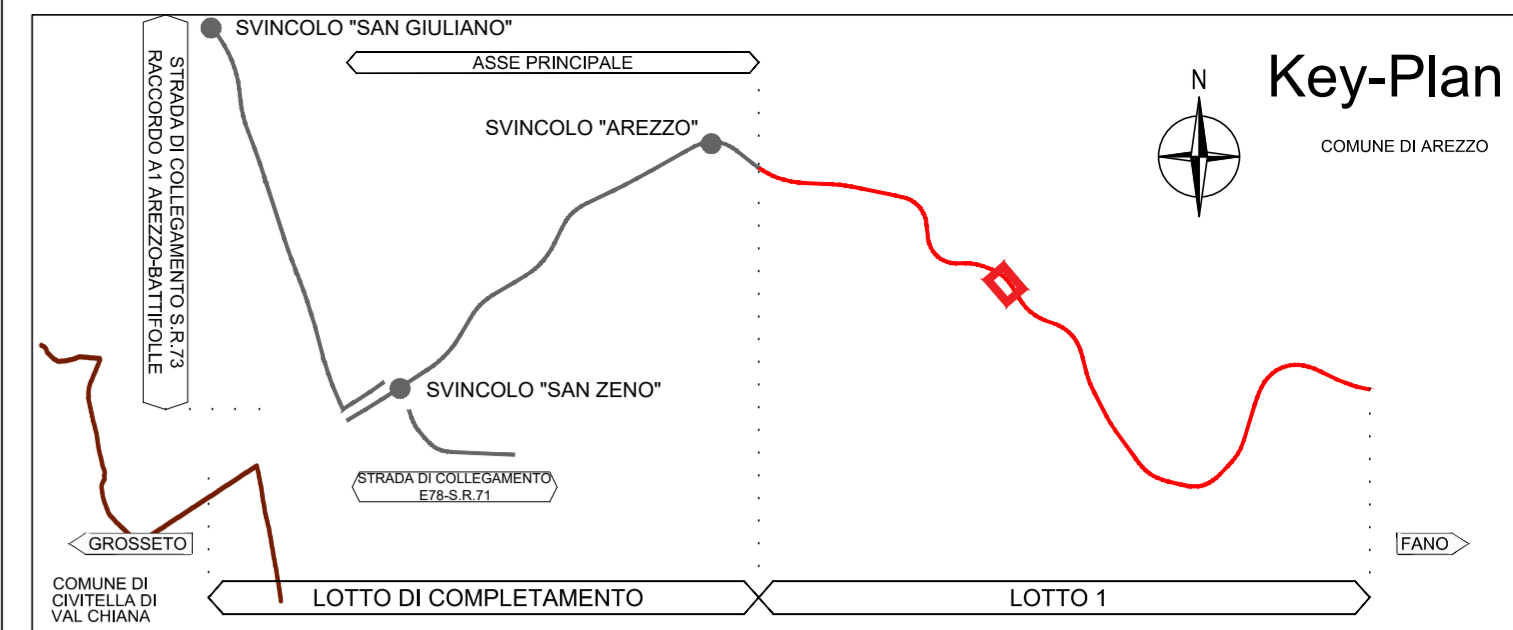 SVINCOLO "SAN GIULIANO"
ASSE PRINCIPALE
Key-Plan
N
COMUNE DI AREZZO
SVINCOLO "AREZZO"
STRADA DI COLLEGAMENTO S.R.73
RACCORDO A1 AREZZO-BATTIFOLLE
SVINCOLO "SAN ZENO"
STRADA DI COLLEGAMENTO
E78-S.R.71
GROSSETO
FANO
COMUNE DI
CIVITELLA DI
VAL CHIANA
LOTTO DI COMPLETAMENTO
LOTTO 1